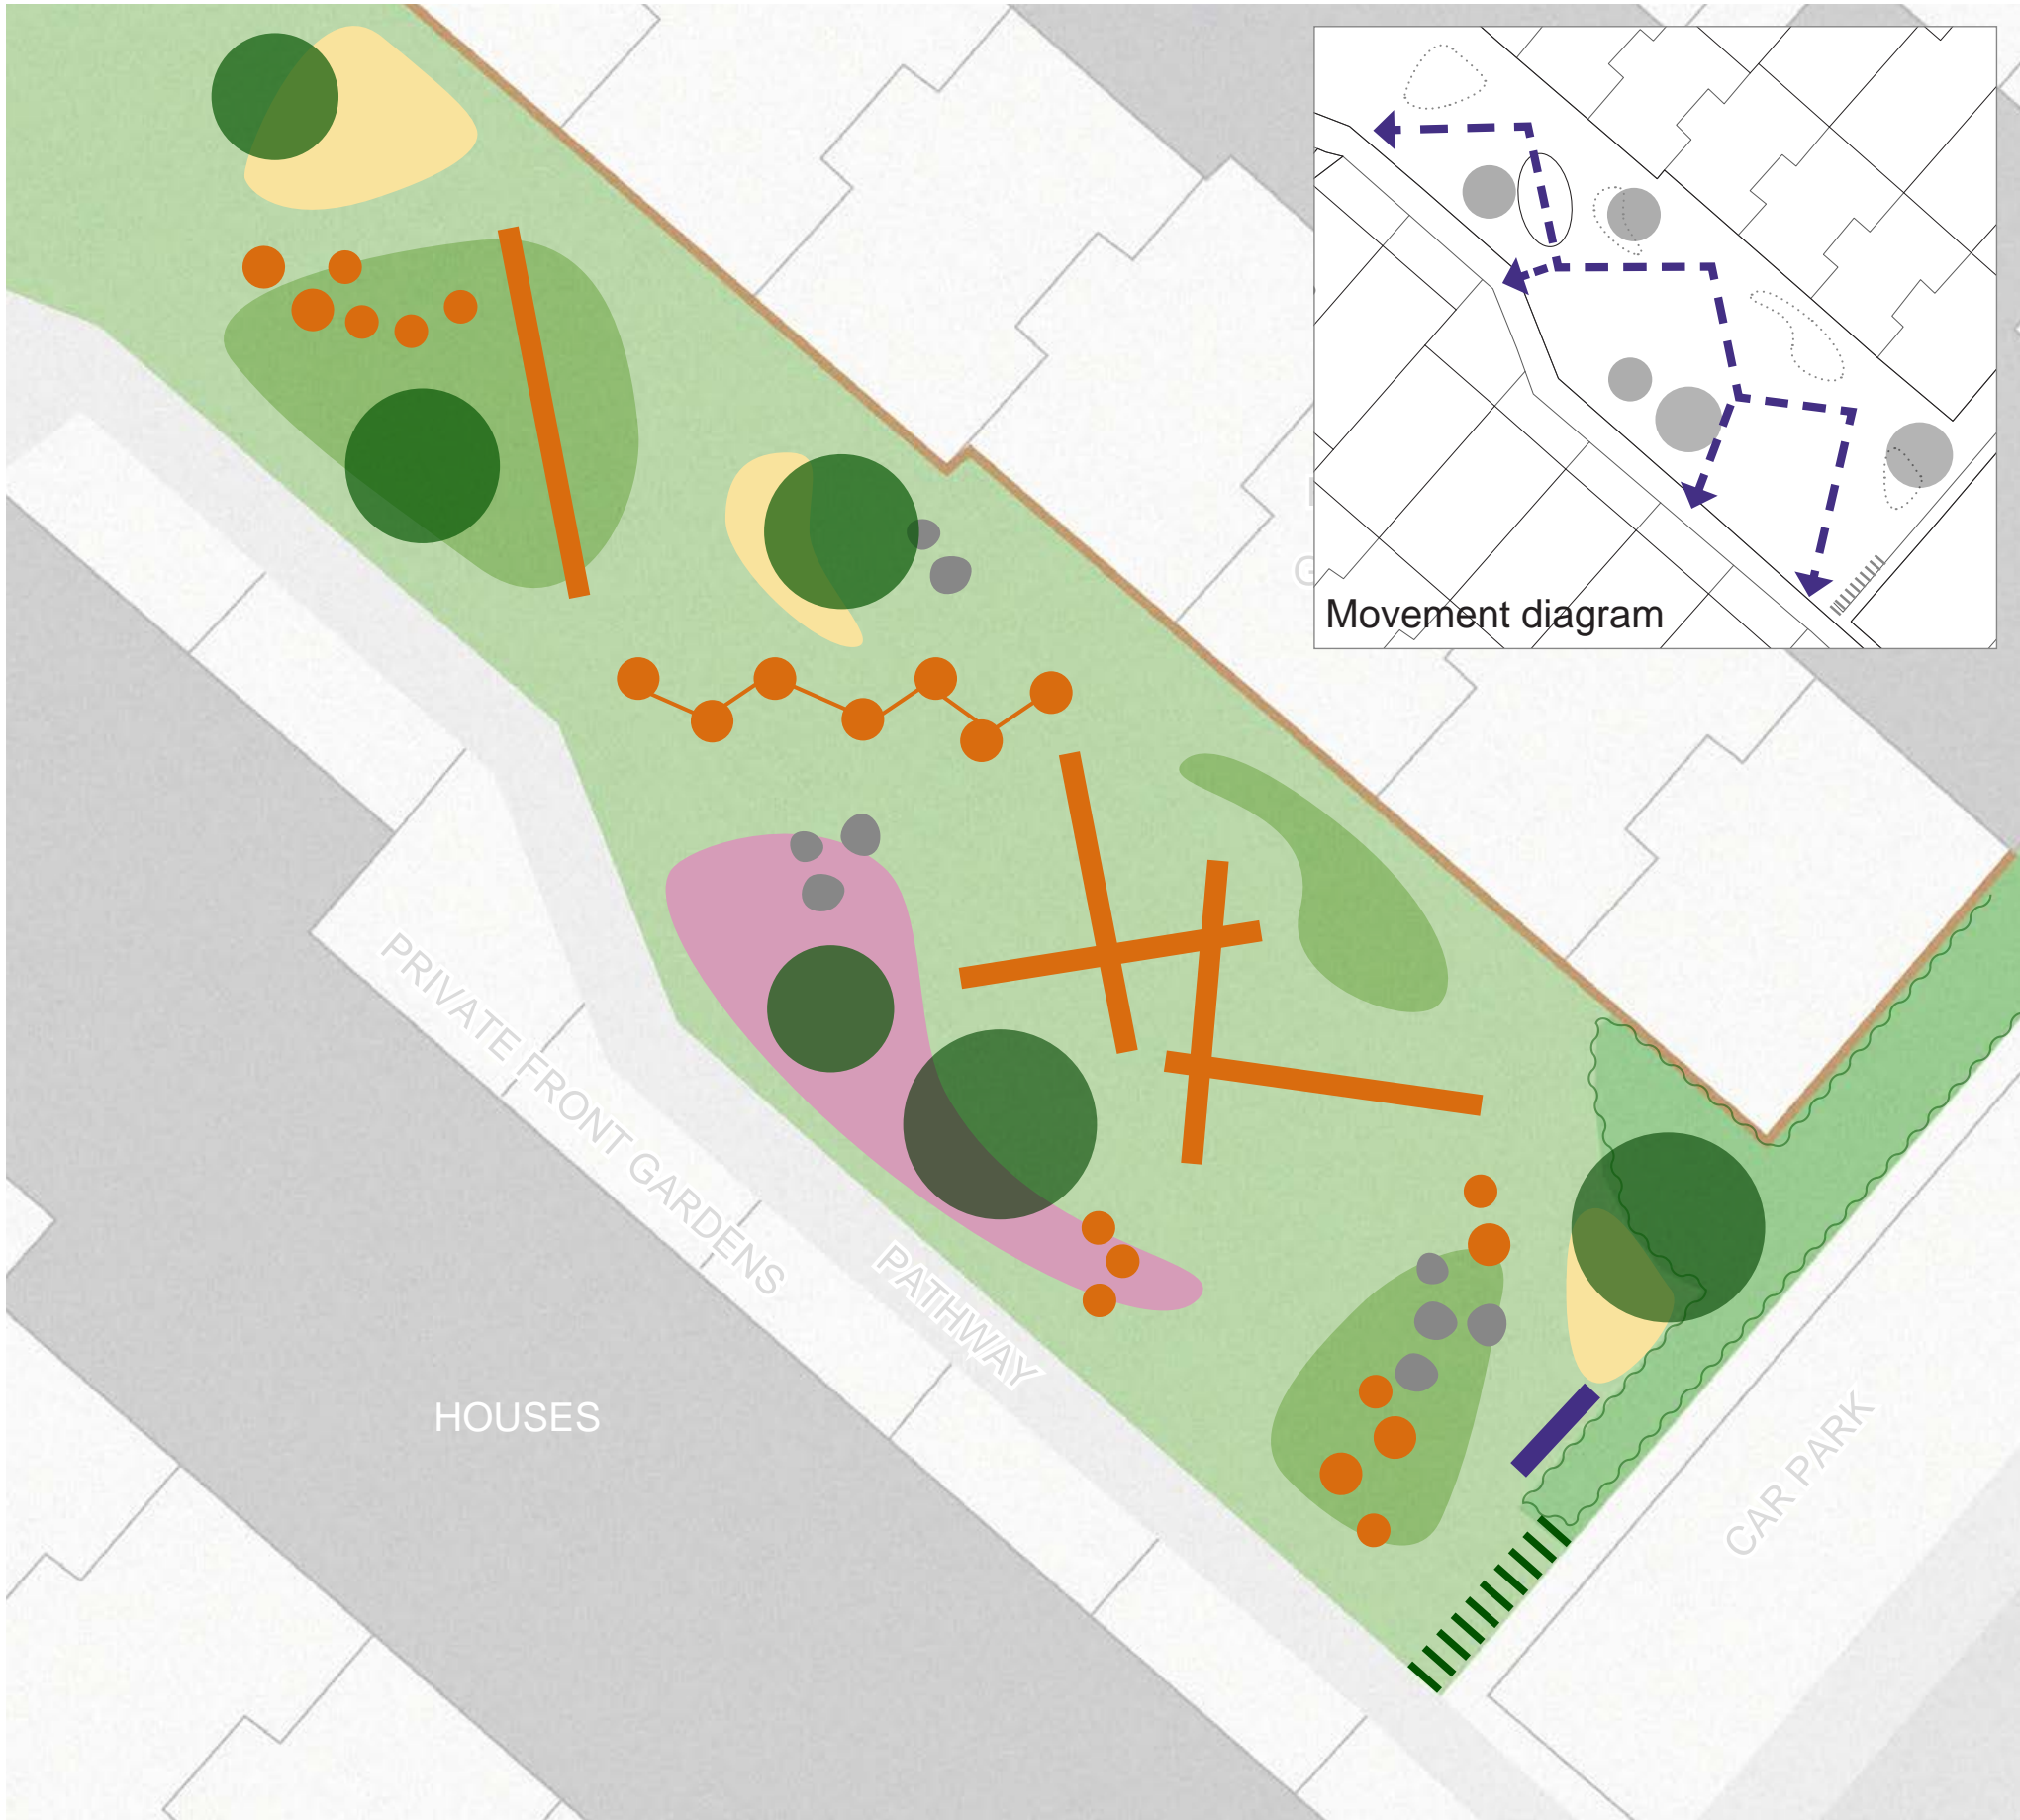 Movement diagram
PRIVATE FRONT GARDENS
PATHWAY
HOUSES
CAR PARK